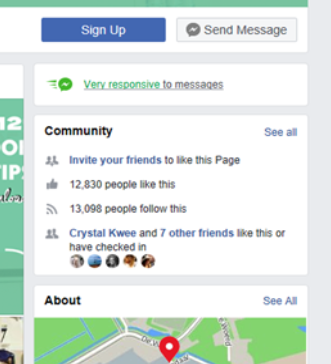 Sign Up
Send Message
Very responsive to messages
12
Community
See all
Invite your friends to like this Page
12,830 people like this
13,098 people follow this
Crystal Kwee and 7 other friends like this or
have checked in
About
See All